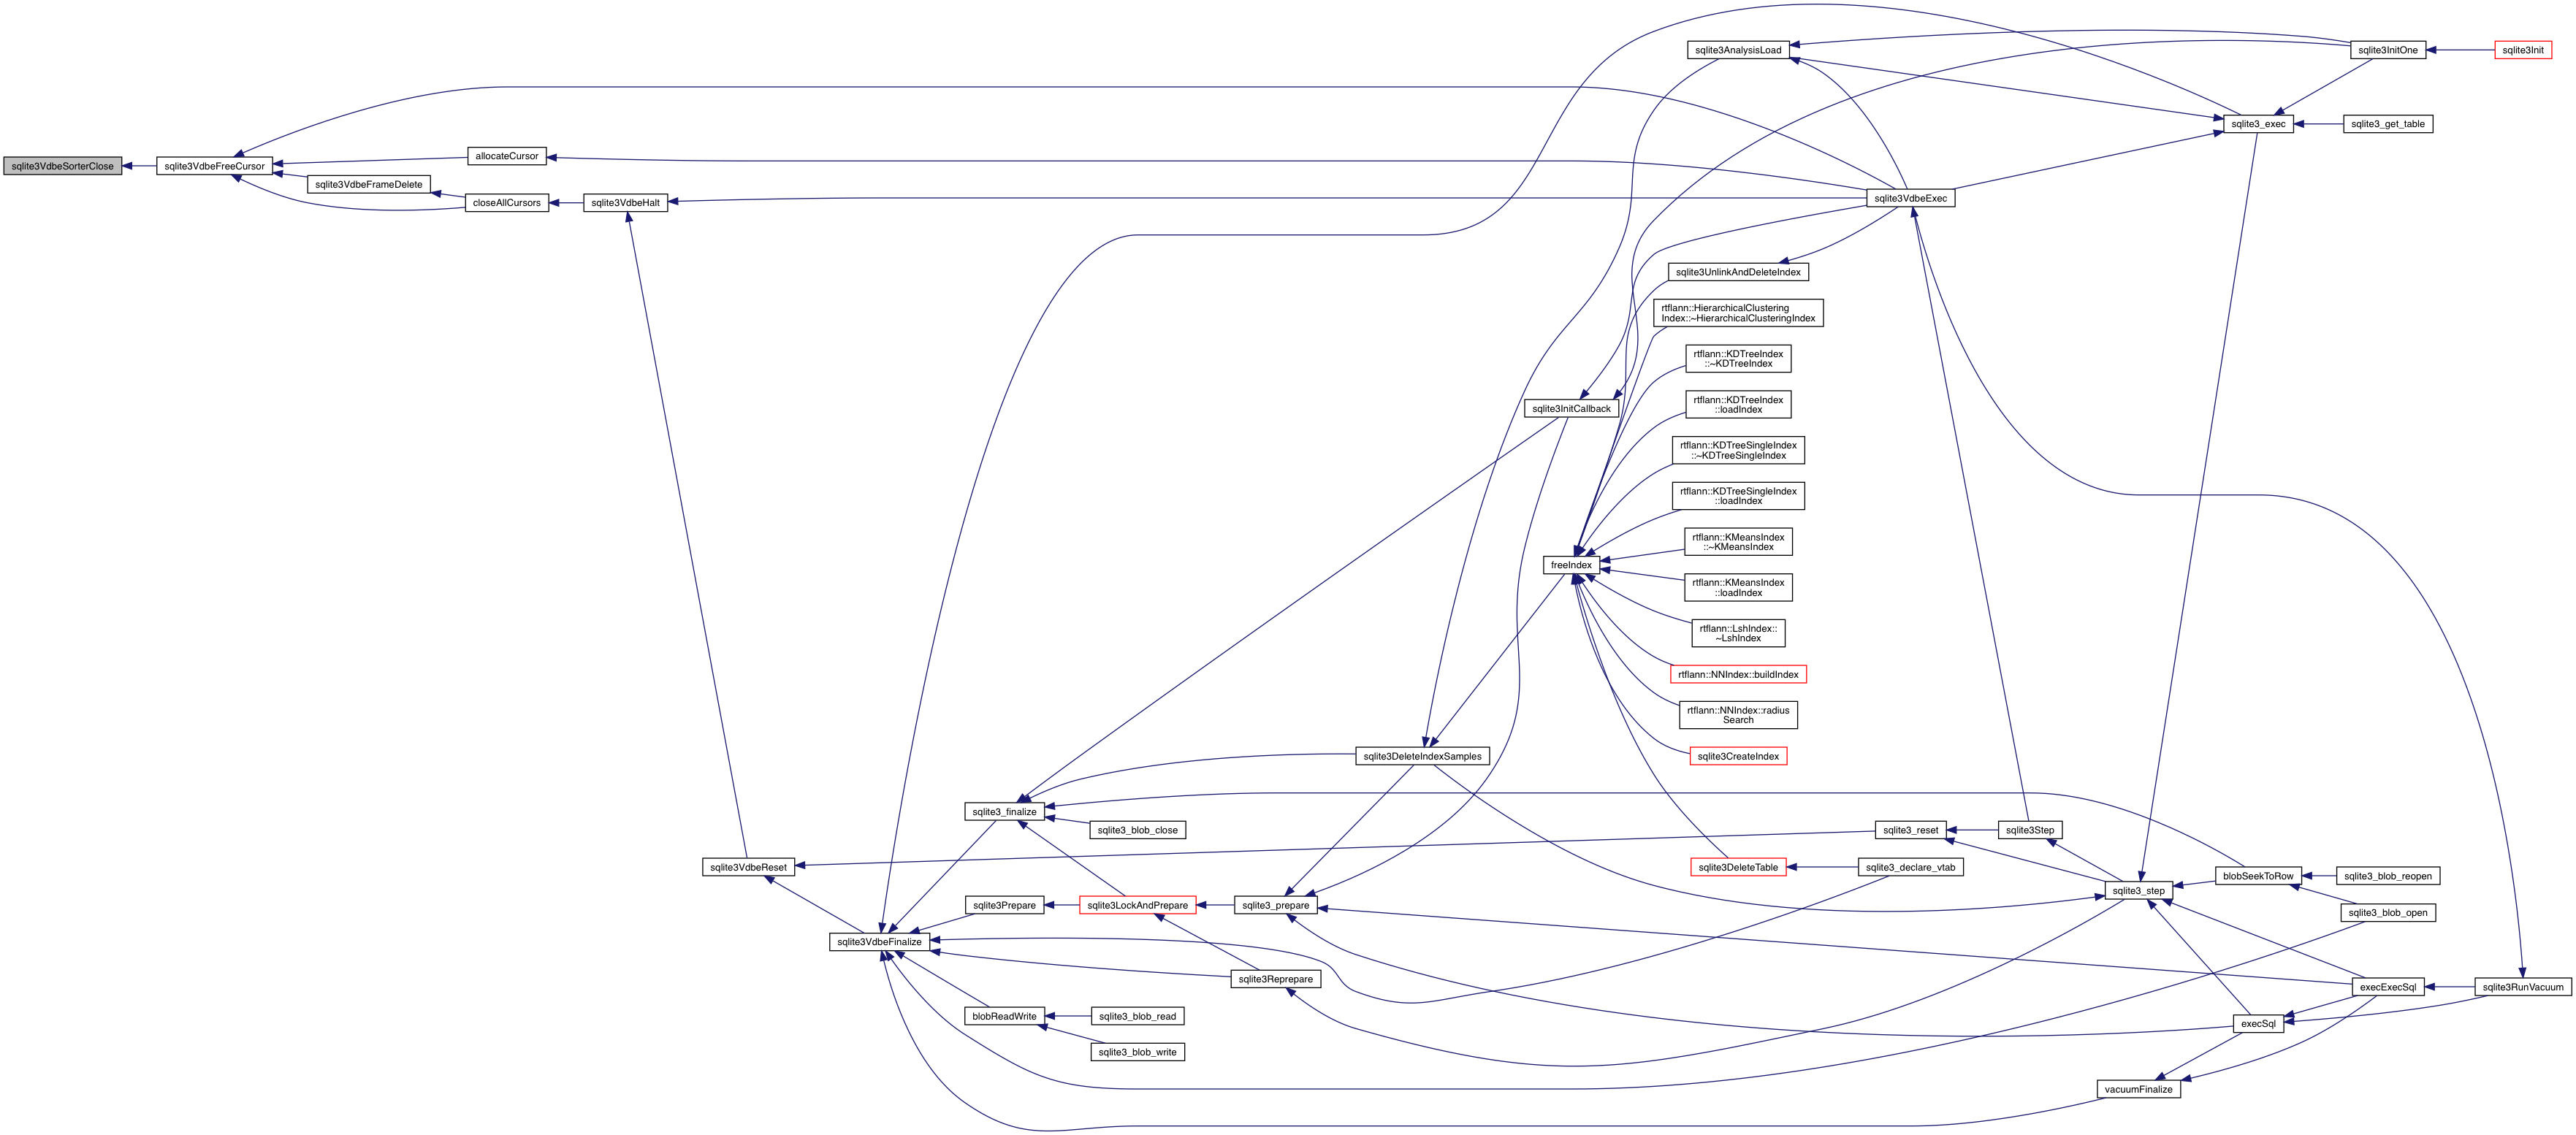 sqlite3AnalysisLoad
sqlite3InitOne
sqlite3Init
sqlite3_exec
sqlite3_get_table
allocateCursor
sqlite3VdbeSorterClose
sqlite3VdbeFreeCursor
sqlite3VdbeFrameDelete
closeAllCursors
sqlite3VdbeHalt
sqlite3VdbeExec
sqlite3UnlinkAndDeleteIndex
rtflann::HierarchicalClustering
Index::~HierarchicalClusteringIndex
rtflann::KDTreeIndex
::~KDTreeIndex
sqlite3InitCallback
rtflann::KDTreeIndex
::loadIndex
rtflann::KDTreeSingleIndex
::~KDTreeSingleIndex
rtflann::KDTreeSingleIndex
::loadIndex
rtflann::KMeansIndex
::~KMeansIndex
freeIndex
rtflann::KMeansIndex
::loadIndex
rtflann::LshIndex::
~LshIndex
rtflann::NNIndex::buildIndex
rtflann::NNIndex::radius
Search
sqlite3DeleteIndexSamples
sqlite3CreateIndex
sqlite3_finalize
sqlite3_blob_close
sqlite3_reset
sqlite3Step
sqlite3VdbeReset
sqlite3DeleteTable
sqlite3_declare_vtab
blobSeekToRow
sqlite3_blob_reopen
sqlite3_step
sqlite3Prepare
sqlite3LockAndPrepare
sqlite3_prepare
sqlite3_blob_open
sqlite3VdbeFinalize
sqlite3Reprepare
execExecSql
sqlite3RunVacuum
blobReadWrite
sqlite3_blob_read
execSql
sqlite3_blob_write
vacuumFinalize